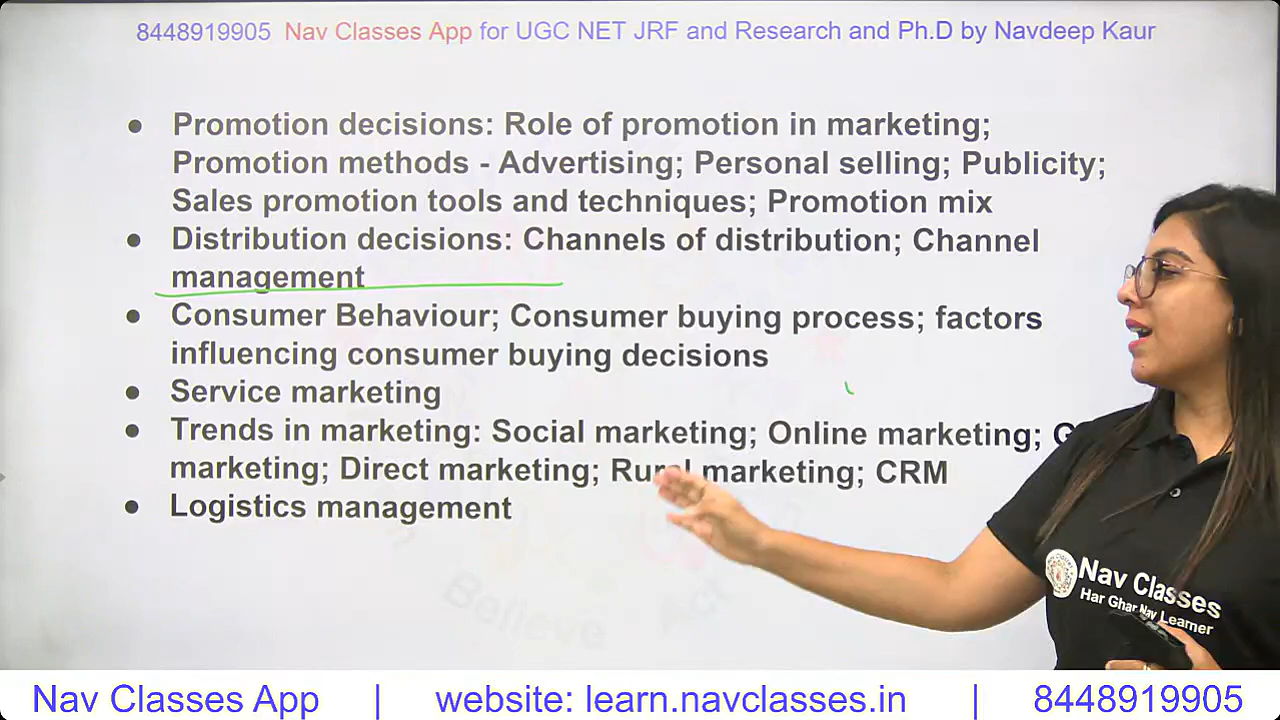 8448919905 Nav Classes App for UGC NET JRF and Research and Ph.D by Navdeep Kaur
● Promotion decisions: Role of promotion in marketing;
Promotion methods - Advertising; Personal selling; Publicity;
Sales promotion tools and techniques; Promotion mix
● Distribution decisions: Channels of distribution; Channel
management
● Consumer Behaviour; Consumer buying process; factors
influencing consumer buying decisions
● Service marketing
● Trends in marketing: Social marketing; Online marketing;
marketing; Direct marketing; Rural marketing; CRM
● Logistics management
Believe
Nav Classes
Har Ghar Nav Learner
Nav Classes App | website: learn.navclasses.in | 8448919905